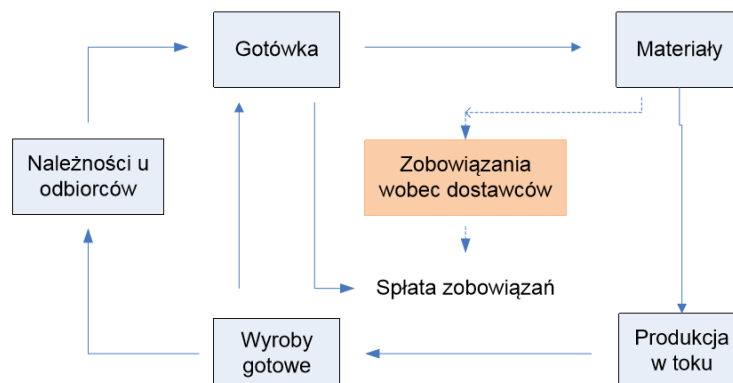 Gotówka
Materiały
Należności u
odbiorców
Zobowiązania
wobec dostawców
Spłata zobowiązań
Wyroby
gotowe
Produkcja
w toku